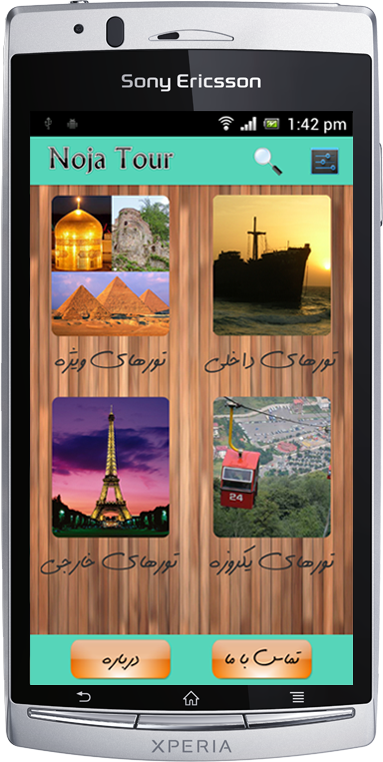 Sony Ericsson
1:42 pm
Noja Tour
تورهای ویژه
تورهای داخلی
تورهای خارجی
24
تورهای یکروزه
درباره
تماس با ما
XPERIA